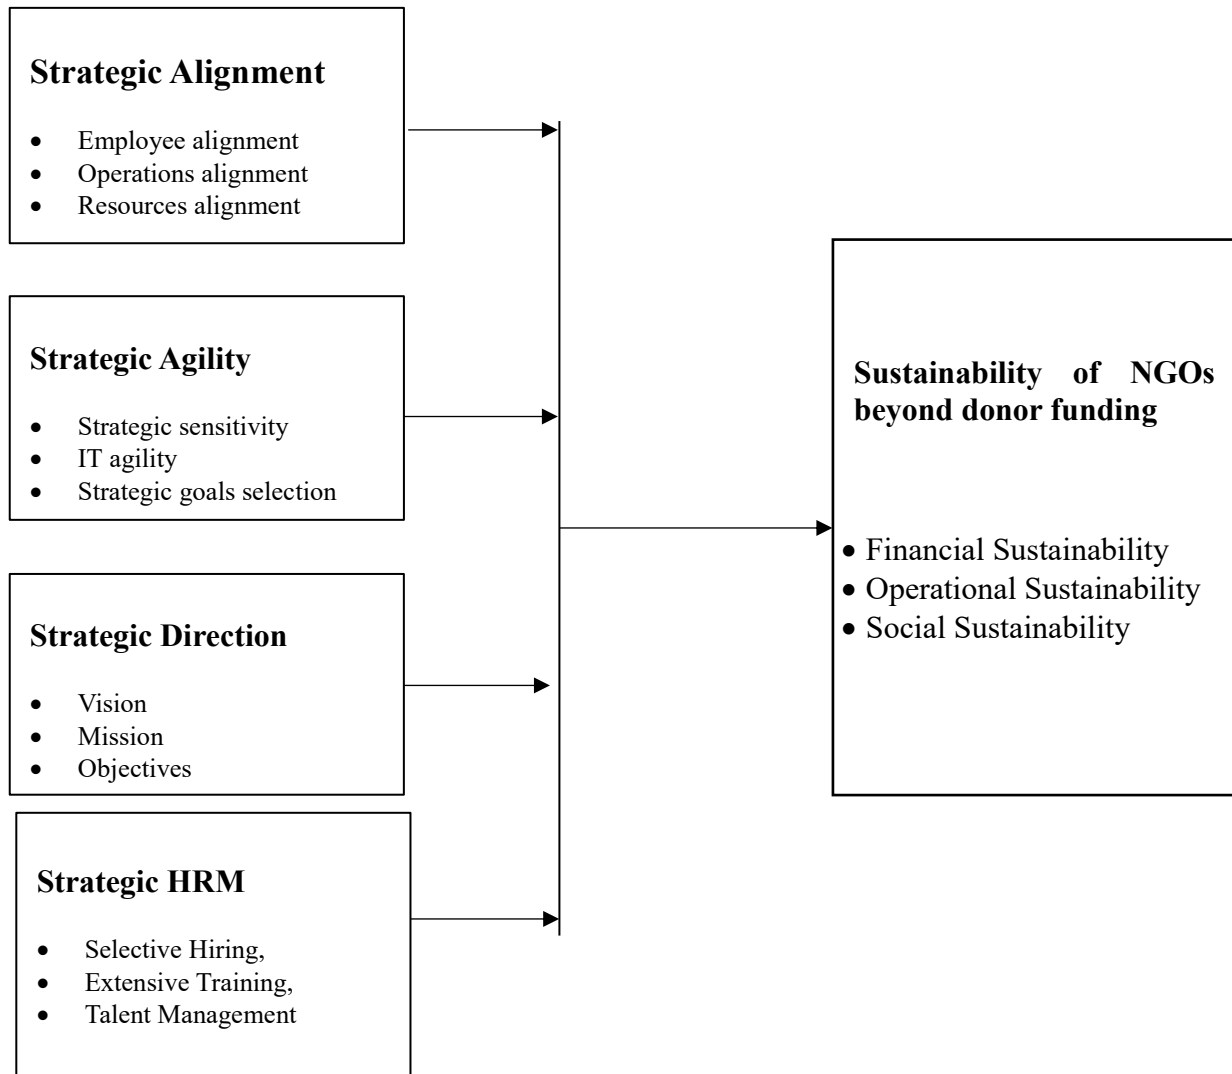 Strategic Alignment
• Employee alignment
• Operations alignment
• Resources alignment
Strategic Agility
• Strategic sensitivity
• IT agility
• Strategic goals selection
Strategic Direction
• Vision
• Mission
• Objectives
Strategic HRM
• Selective Hiring,
• Extensive Training,
• Talent Management
Sustainability of NGOs
beyond donor funding
• Financial Sustainability
• Operational Sustainability
• Social Sustainability